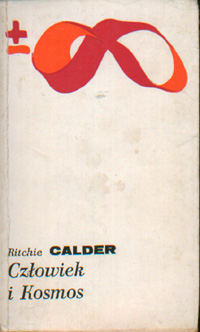 ±
Ritchie CALDER
Człowiek
i Kosmos